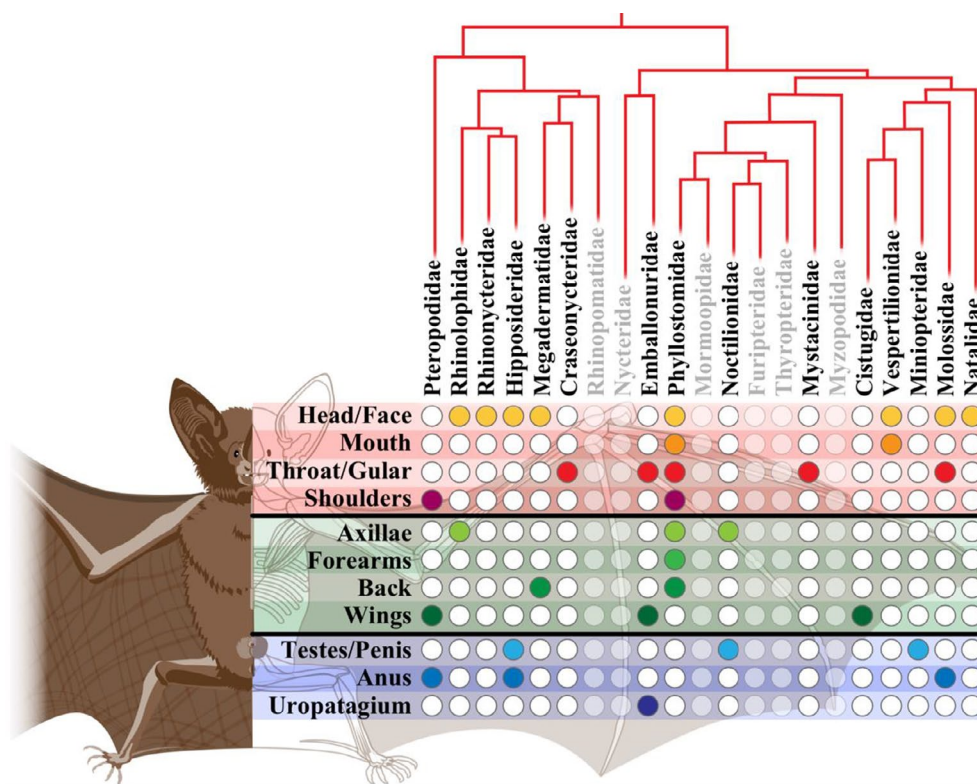 Pteropodidae
Rhinolophidae
Rhinonycteridae
Hipposideridae
Megadermatidae
Craseonycteridae
Rhinopomatidae
Nycteridae
Emballonuridae
Phyllostomidae
Mormoopidae
Noctilionidae
Furipteridae
Thyropteridae
Mystacinidae
Myzopodidae
Cistugidae
Vespertilionidae
Miniopteridae
Molossidae
Natalidae
Head/Face
Mouth
Throat/Gular
Shoulders
Axillae
Forearms
Back
Wings
Testes/Penis
Anus
Uropatagium